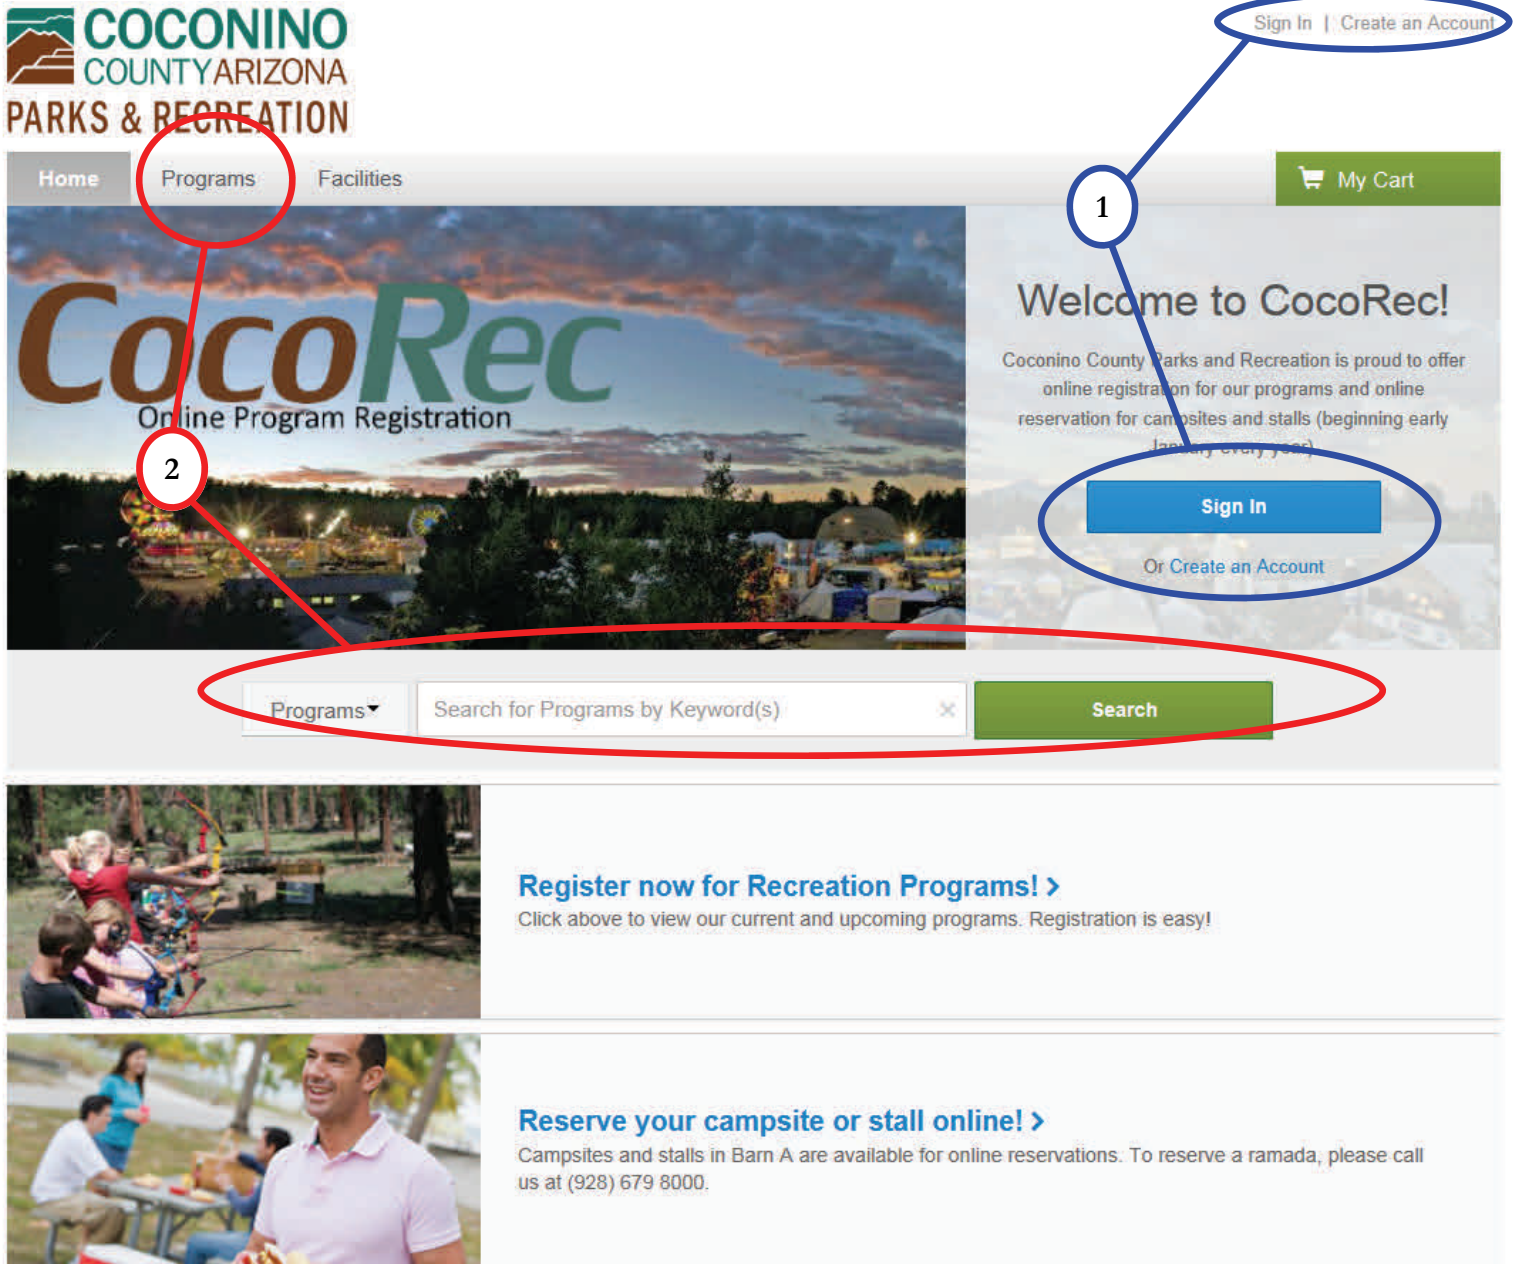 COCONINO
COUNTY ARIZONA
PARKS & RECREATION
Sign In | Create an Account
Home
Programs
Facilities
My Cart
1
CocoRec
Online Program Registration
2
Welcome to CocoRec!
Coconino County Parks and Recreation is proud to offer
online registration for our programs and online
reservation for campsites and stalls (beginning early
January every year).
Sign In
Or Create an Account
Programs
Search for Programs by Keyword(s)
Search
Register now for Recreation Programs!
Click above to view our current and upcoming programs. Registration is easy!
Reserve your campsite or stall online!
Campsites and stalls in Barn A are available for online reservations. To reserve a ramada, please call
us at (928) 679 8000.